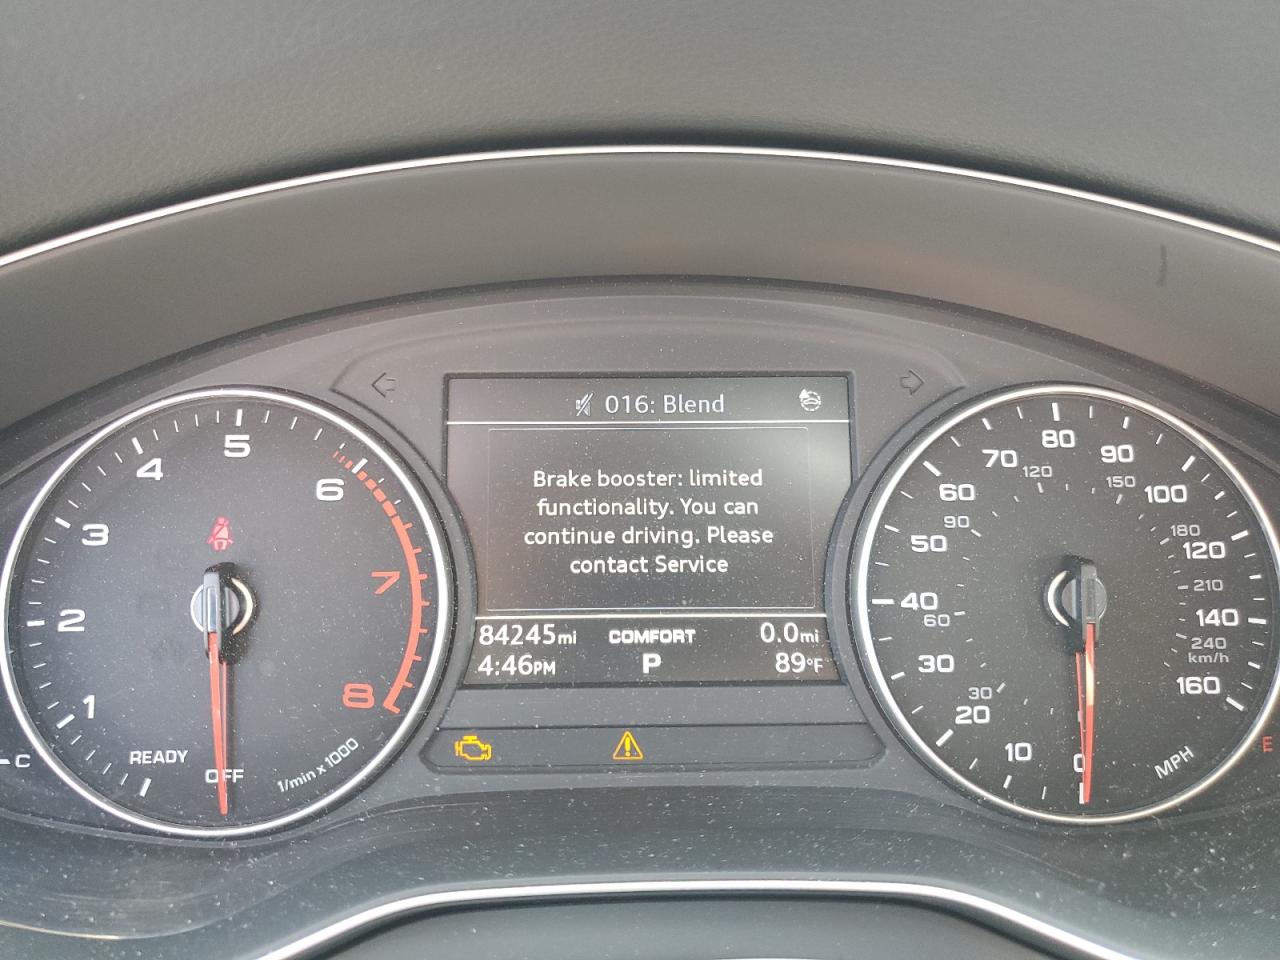 016: Blend
Brake booster: limited
functionality. You can
continue driving. Please
contact Service
84245mi COMFORT 0.0mi
4:46PM P 89°F
1
2
3
4
5
6
7
8
READY
OFF
1/min x 1000
C
0
10
20
30
40
50
60
70
80
90
100
120
140
160
30
60
90
120
150
180
210
240
km/h
MPH
E